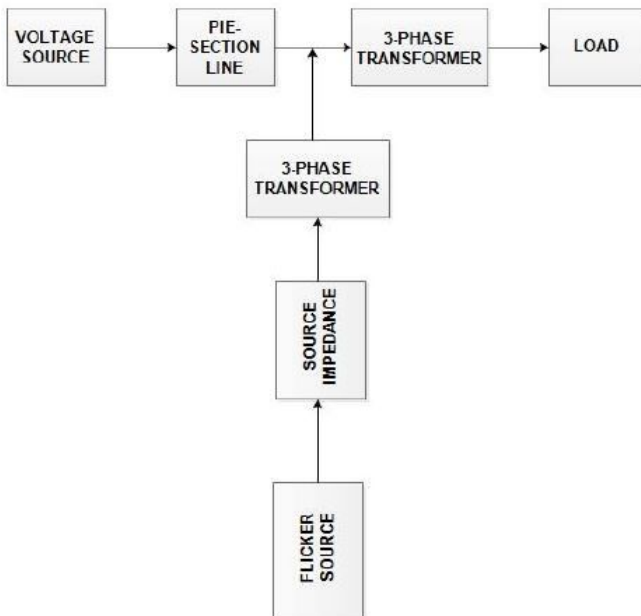 VOLTAGE
SOURCE
PIE-
SECTION
LINE
3-PHASE
TRANSFORMER
LOAD
3-PHASE
TRANSFORMER
SOURCE
IMPEDANCE
FLICKER
SOURCE